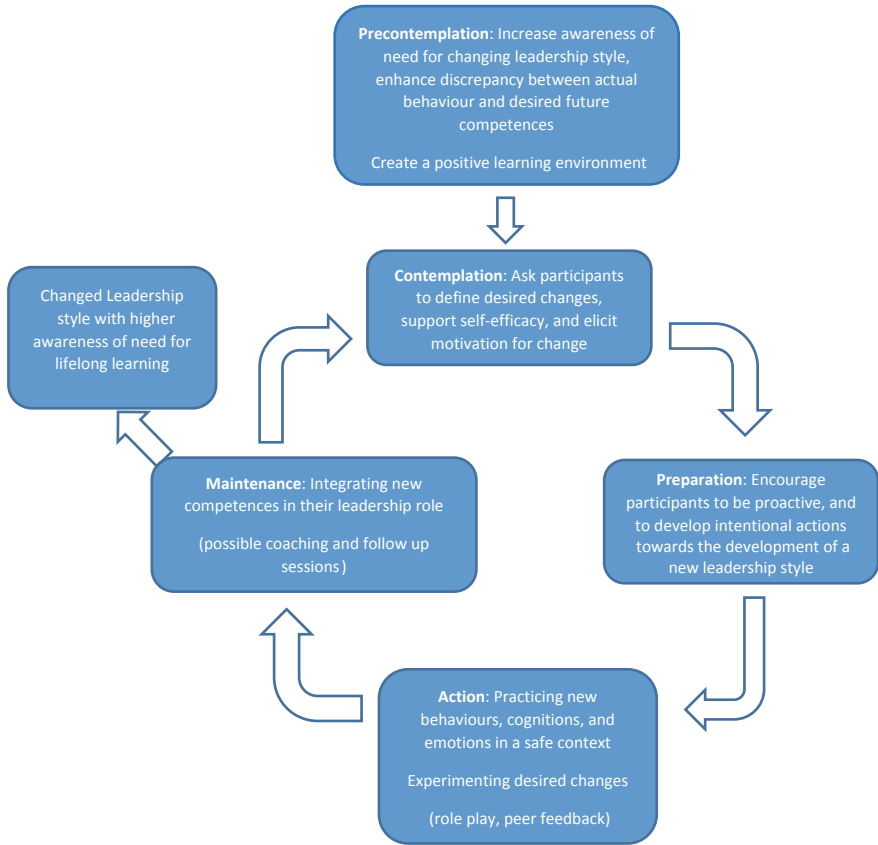 Precontemplation: Increase awareness of
need for changing leadership style,
enhance discrepancy between actual
behaviour and desired future
competences
Create a positive learning environment
Contemplation: Ask participants
to define desired changes,
support self-efficacy, and elicit
motivation for change
Changed Leadership
style with higher
awareness of need for
lifelong learning
Maintenance: Integrating new
competences in their leadership role
(possible coaching and follow up
sessions)
Preparation: Encourage
participants to be proactive, and
to develop intentional actions
towards the development of a
new leadership style
Action: Practicing new
behaviours, cognitions, and
emotions in a safe context
Experimenting desired changes
(role play, peer feedback)